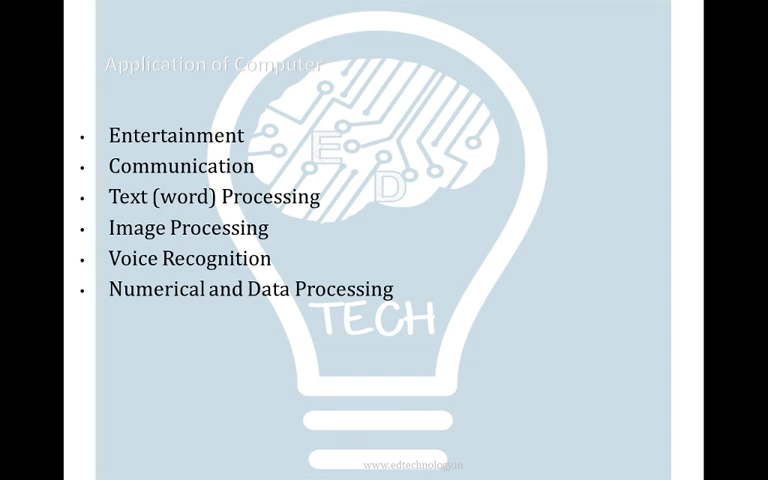 Application of Computer
• Entertainment
• Communication
• Text (word) Processing
• Image Processing
• Voice Recognition
• Numerical and Data Processing
E
D
TECH
www.edtechnology.in